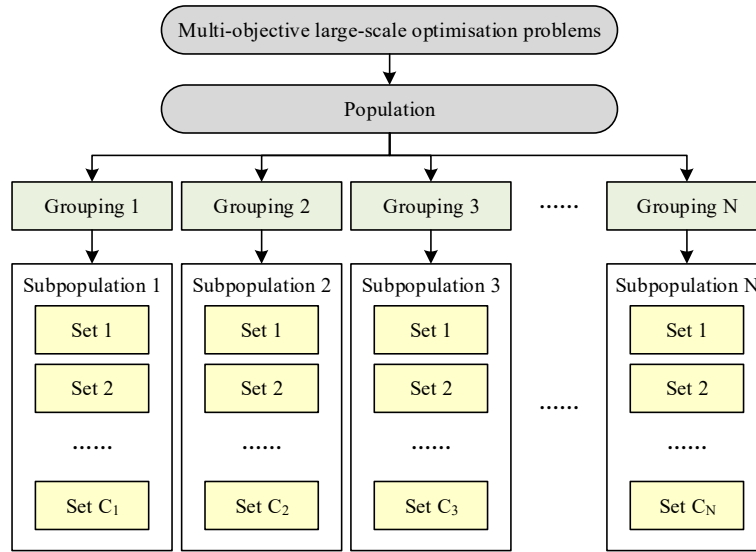 Multi-objective large-scale optimisation problems
Population
Grouping 1
Grouping 2
Grouping 3
......
Grouping N
Subpopulation 1
Set 1
Set 2
......
Set C₁
Subpopulation 2
Set 1
Set 2
......
Set C₂
Subpopulation 3
Set 1
Set 2
......
Set C₃
......
Subpopulation N
Set 1
Set 2
......
Set C_N